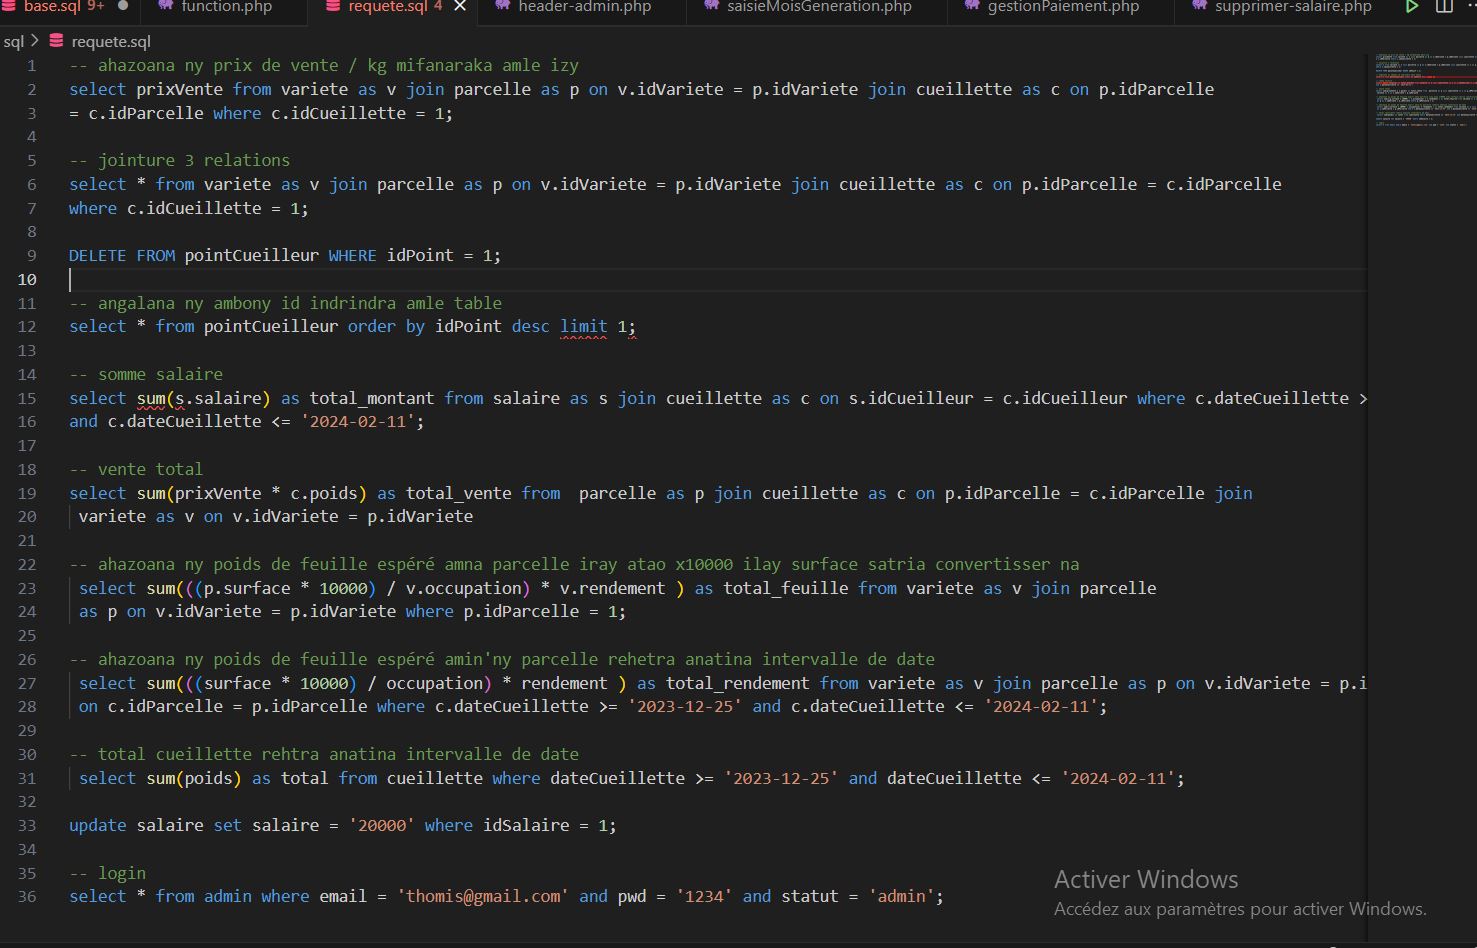 base.sql 9+ ● function.php requete.sql 4 × header-admin.php saisieMoisGeneration.php gestionPaiement.php supprimer-salaire.php
sql > requete.sql
1 -- ahazoana ny prix de vente / kg mifanaraka amle izy
2 select prixVente from variete as v join parcelle as p on v.idVariete = p.idVariete join cueillette as c on p.idParcelle
3 = c.idParcelle where c.idCueillette = 1;
4
5 -- jointure 3 relations
6 select * from variete as v join parcelle as p on v.idVariete = p.idVariete join cueillette as c on p.idParcelle = c.idParcelle
7 where c.idCueillette = 1;
8
9 DELETE FROM pointCueilleur WHERE idPoint = 1;
10
11 -- angalana ny ambony id indrindra amle table
12 select * from pointCueilleur order by idPoint desc limit 1;
13
14 -- somme salaire
15 select sum(s.salaire) as total_montant from salaire as s join cueillette as c on s.idCueilleur = c.idCueilleur where c.dateCueillette >
16 and c.dateCueillette <= '2024-02-11';
17
18 -- vente total
19 select sum(prixVente * c.poids) as total_vente from  parcelle as p join cueillette as c on p.idParcelle = c.idParcelle join
20 variete as v on v.idVariete = p.idVariete
21
22 -- ahazoana ny poids de feuille espéré amna parcelle iray atao x10000 ilay surface satria convertisser na
23 select sum(((p.surface * 10000) / v.occupation) * v.rendement ) as total_feuille from variete as v join parcelle
24 as p on v.idVariete = p.idVariete where p.idParcelle = 1;
25
26 -- ahazoana ny poids de feuille espéré amin'ny parcelle rehetra anatina intervalle de date
27 select sum(((surface * 10000) / occupation) * rendement ) as total_rendement from variete as v join parcelle as p on v.idVariete = p.i
28 on c.idParcelle = p.idParcelle where c.dateCueillette >= '2023-12-25' and c.dateCueillette <= '2024-02-11';
29
30 -- total cueillette rehtra anatina intervalle de date
31 select sum(poids) as total from cueillette where dateCueillette >= '2023-12-25' and dateCueillette <= '2024-02-11';
32
33 update salaire set salaire = '20000' where idSalaire = 1;
34
35 -- login
36 select * from admin where email = 'thomis@gmail.com' and pwd = '1234' and statut = 'admin';
Activer Windows
Accédez aux paramètres pour activer Windows.